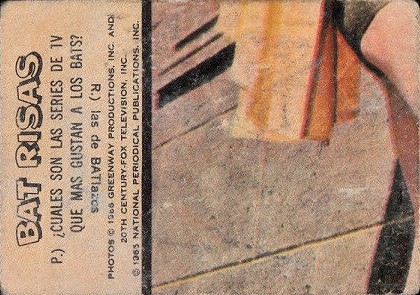 BAT RISAS
P.) ¿CUALES SON LAS SERIES DE TV
QUE MAS GUSTAN A LOS BATS?
R.) las de BATlazos
PHOTOS © 1966 GREENWAY PRODUCTIONS, INC. AND
20TH CENTURY-FOX TELEVISION, INC.
© 1965 NATIONAL PERIODICAL PUBLICATIONS, INC.